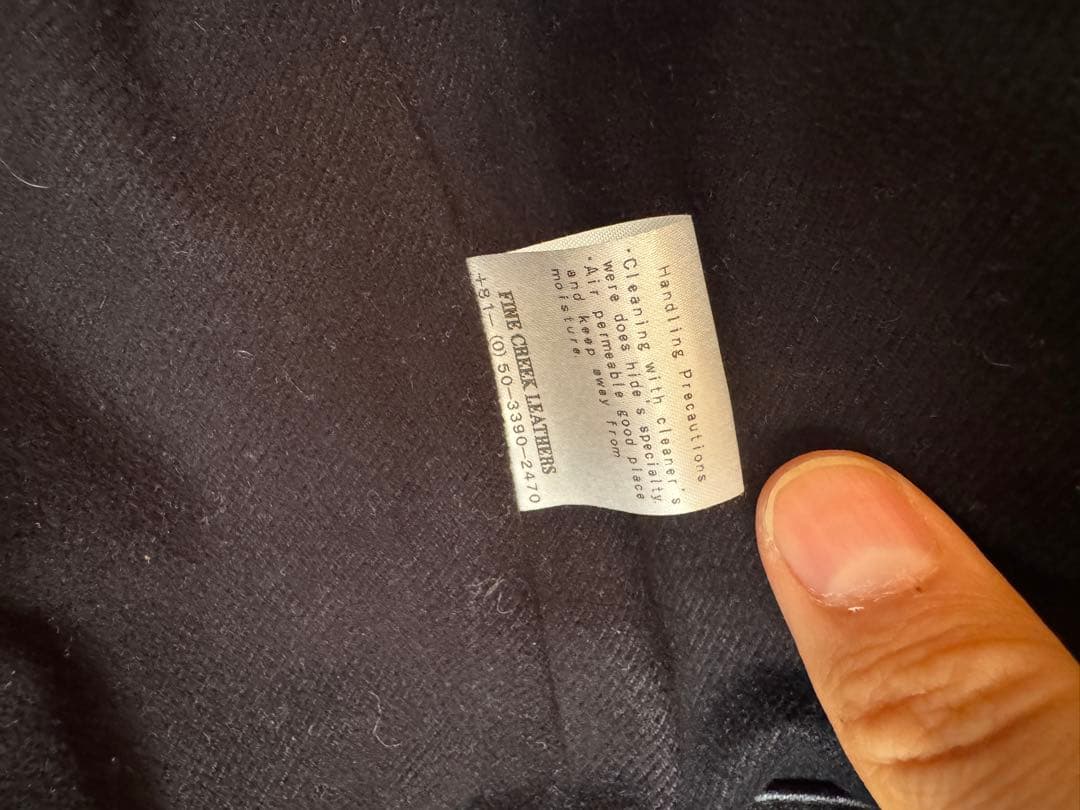 Handling precautions
･Cleaning with cleaner's
were does hide's specialty.
･Air permeable good place
and keep away from
moisture.
FINE CREEK LEATHERS
+81-(0)50-3390-2470